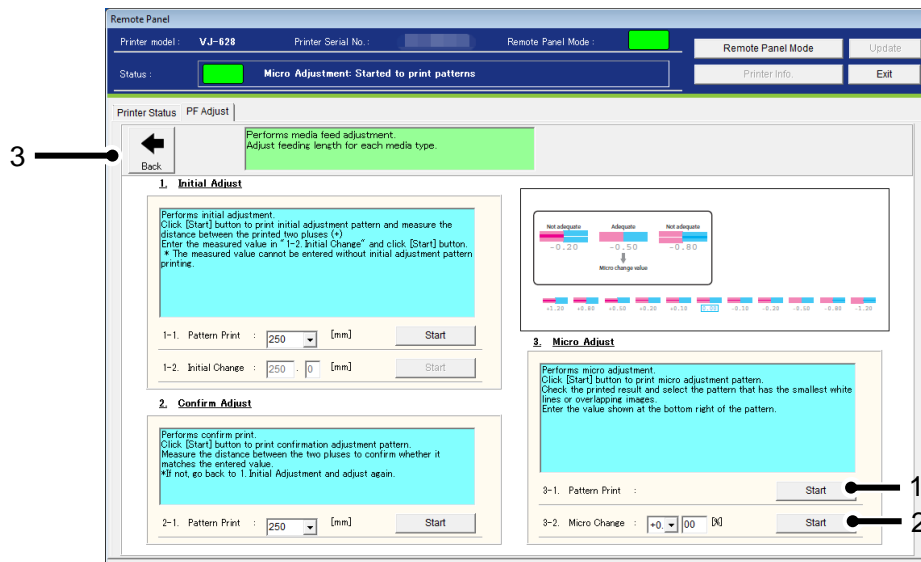 Remote Panel
Printer model : VJ-628 Printer Serial No. : Remote Panel Mode :
Remote Panel Mode Update
Status : Micro Adjustment: Started to print patterns
Printer Info. Exit
Printer Status PF Adjust
3
Back
Performs media feed adjustment.
Adjust feeding length for each media type.
1. Initial Adjust
Performs initial adjustment.
Click [Start] button to print initial adjustment pattern and measure the
distance between the printed two pluses (+)
Enter the measured value in "1-2. Initial Change" and click [Start] button.
* The measured value cannot be entered without initial adjustment pattern
printing.
1-1. Pattern Print : 250 [mm] Start
1-2. Initial Change : 250 . 0 [mm] Start
2. Confirm Adjust
Performs confirm print.
Click [Start] button to print confirmation adjustment pattern.
Measure the distance between the two pluses to confirm whether it
matches the entered value.
*If not, go back to 1. Initial Adjustment and adjust again.
2-1. Pattern Print : 250 [mm] Start
Not adequate Adequate Not adequate
-0.20 -0.50 -0.80
Micro change value
+1.20 +0.80 +0.50 +0.20 +0.10 0.00 -0.10 -0.20 -0.50 -0.80 -1.20
3. Micro Adjust
Performs micro adjustment.
Click [Start] button to print micro adjustment pattern.
Check the printed result and select the pattern that has the smallest white
lines or overlapping images.
Enter the value shown at the bottom right of the pattern.
3-1. Pattern Print : Start
1
3-2. Micro Change : +0. 00 [%] Start
2